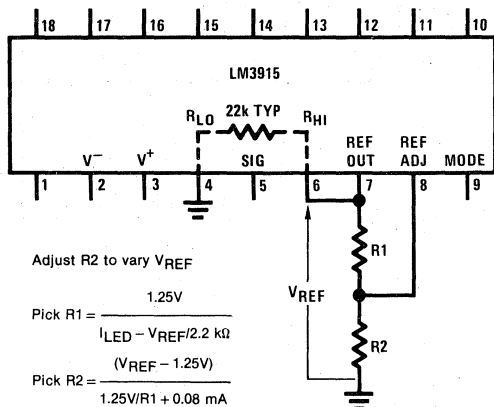 18 17 16 15 14 13 12 11 10
LM3915
RLO 22k TYP RHI
REF OUT REF ADJ
V− V+ SIG MODE
1 2 3 4 5 6 7 8 9
R1
VREF
R2
Adjust R2 to vary VREF
Pick R1 = 1.25V / ILED − VREF/2.2 kΩ
Pick R2 = (VREF − 1.25V) / 1.25V/R1 + 0.08 mA